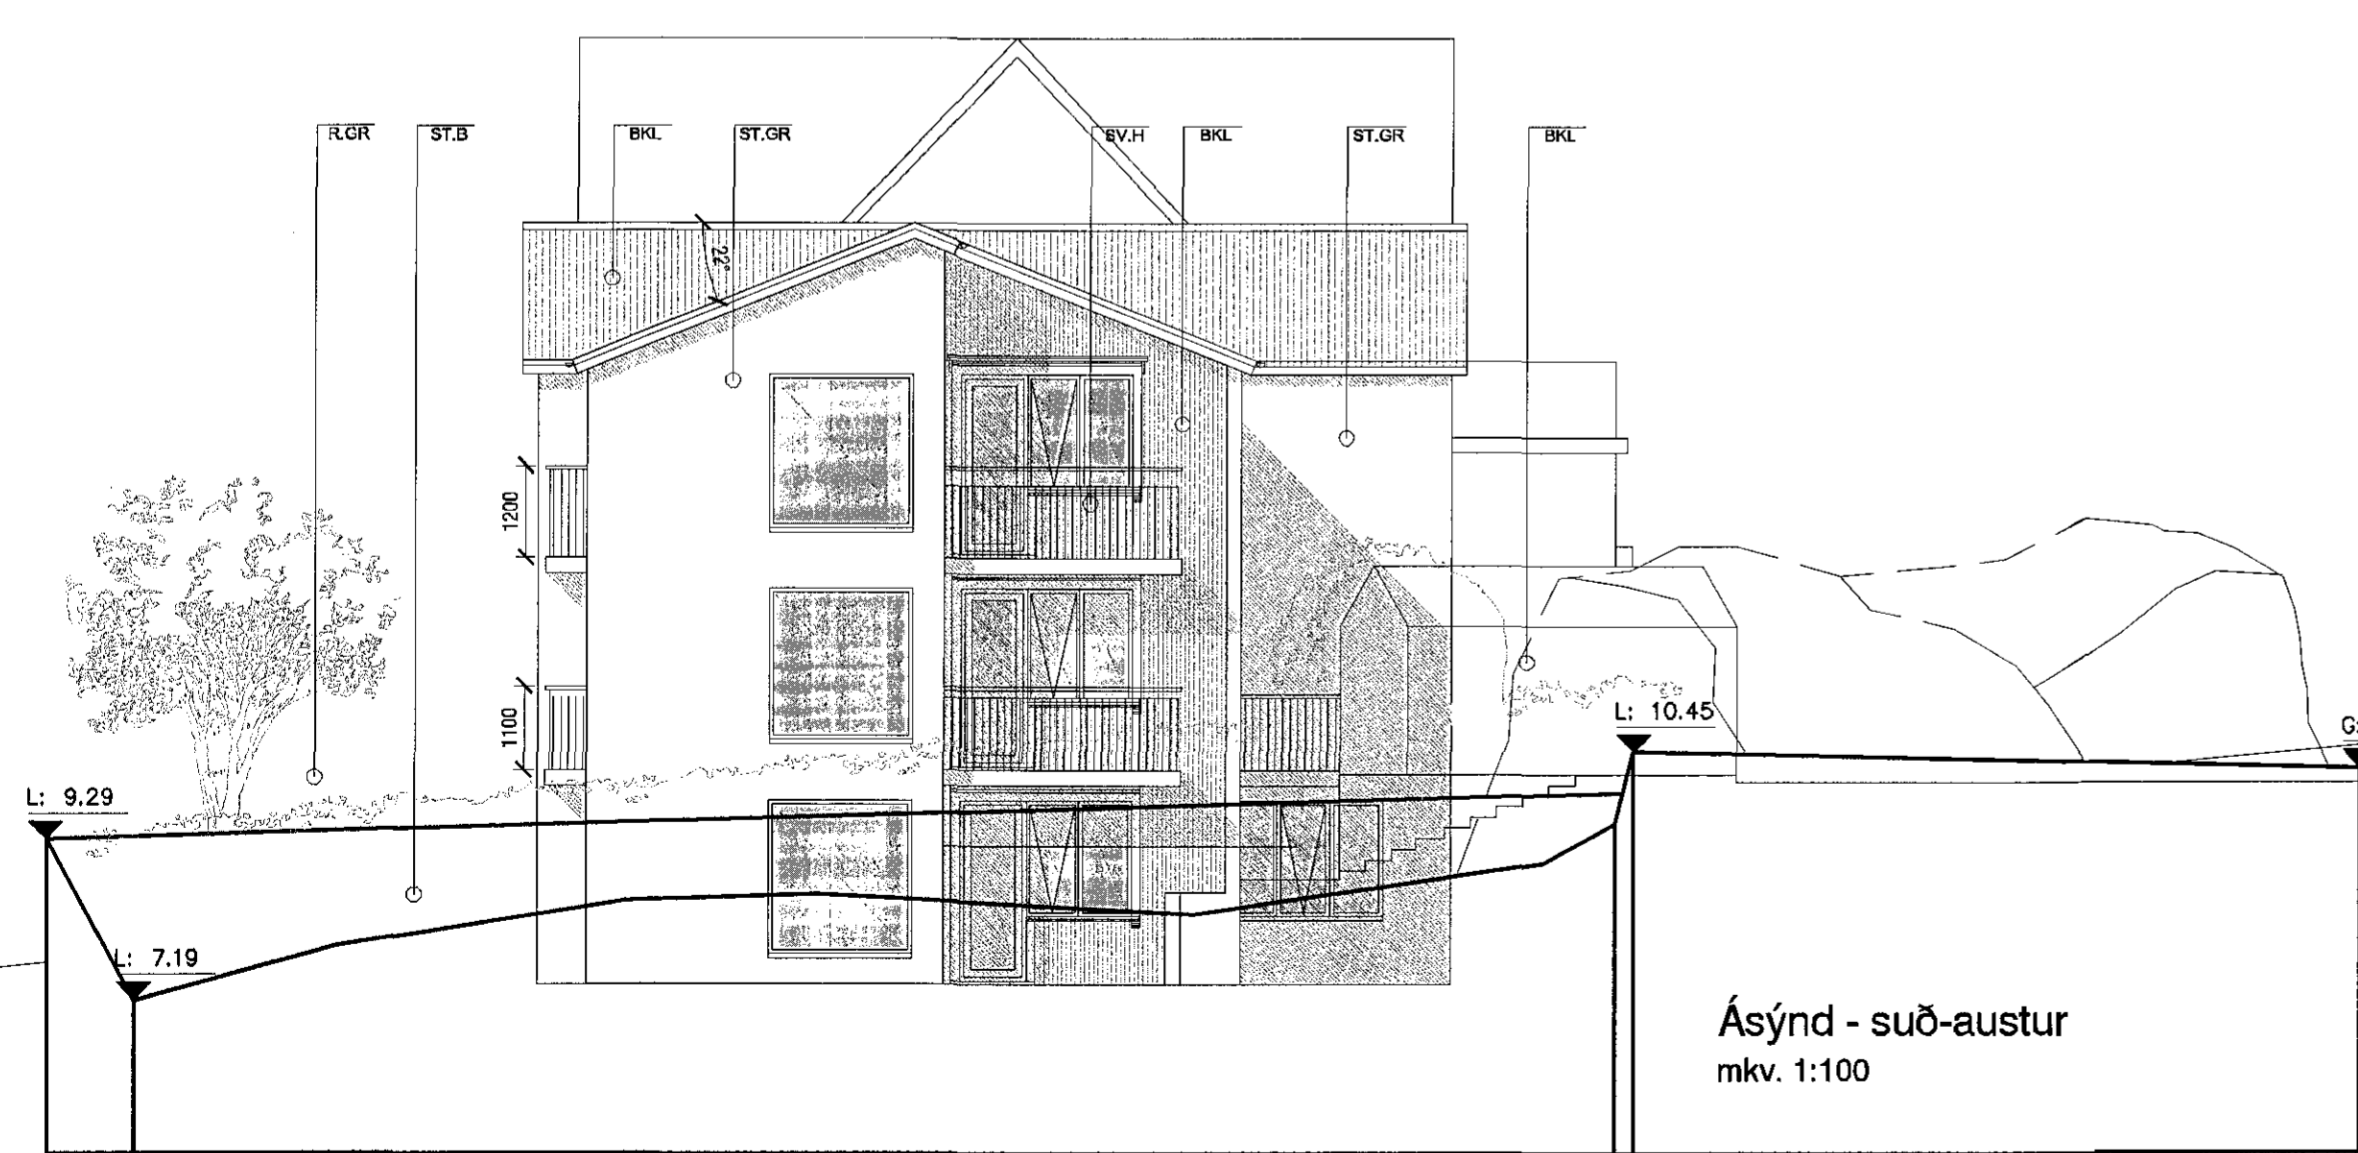 R.GR
ST.B
BKL
ST.GR
SV.H
BKL
ST.GR
BKL
22°
1200
1100
L: 10.45
G:
L: 9.29
L: 7.19
Ásýnd - suð-austur
mkv. 1:100